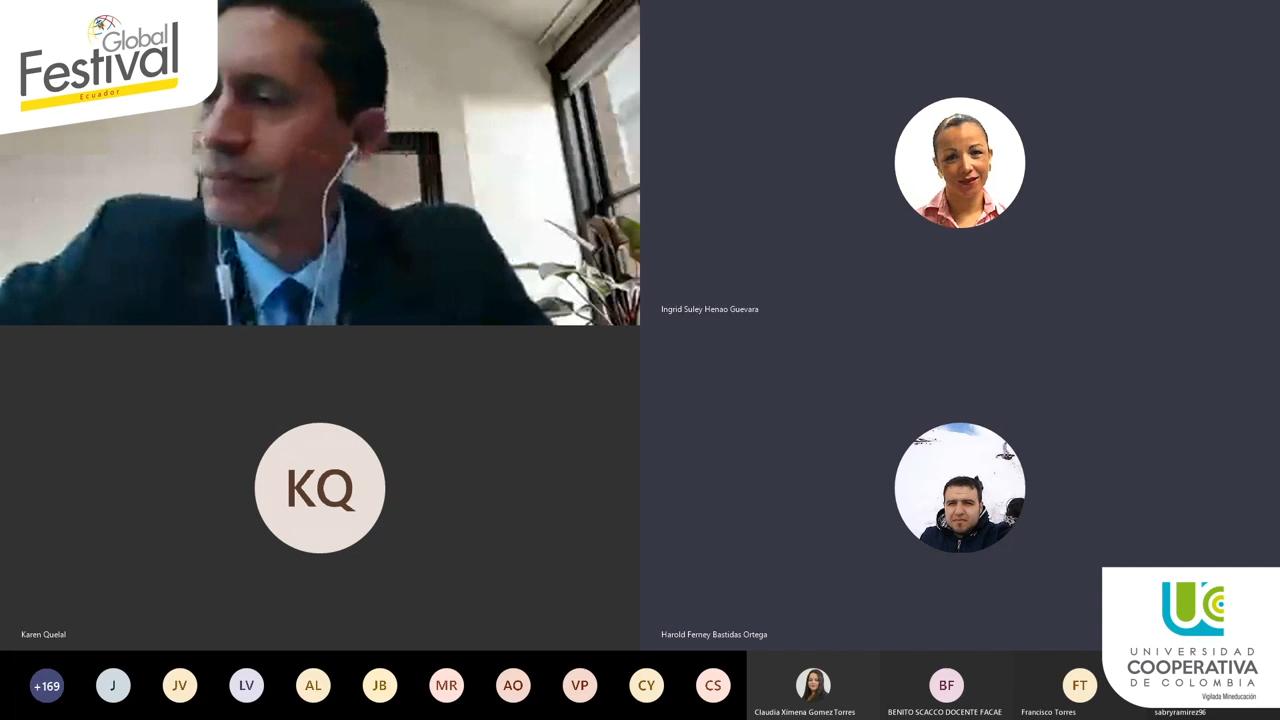 Global
Festival
Ecuador
Ingrid Suley Henao Guevara
KQ
Karen Quelal
Harold Ferney Bastidas Ortega
+169
J
JV
LV
AL
JB
MR
AO
VP
CY
CS
Claudia Ximena Gomez Torres
BF
BENITO SCACCO DOCENTE FACAE
FT
Francisco Torres
sabryramirez96
UCC
UNIVERSIDAD
COOPERATIVA
DE COLOMBIA
Vigilada Mineducación